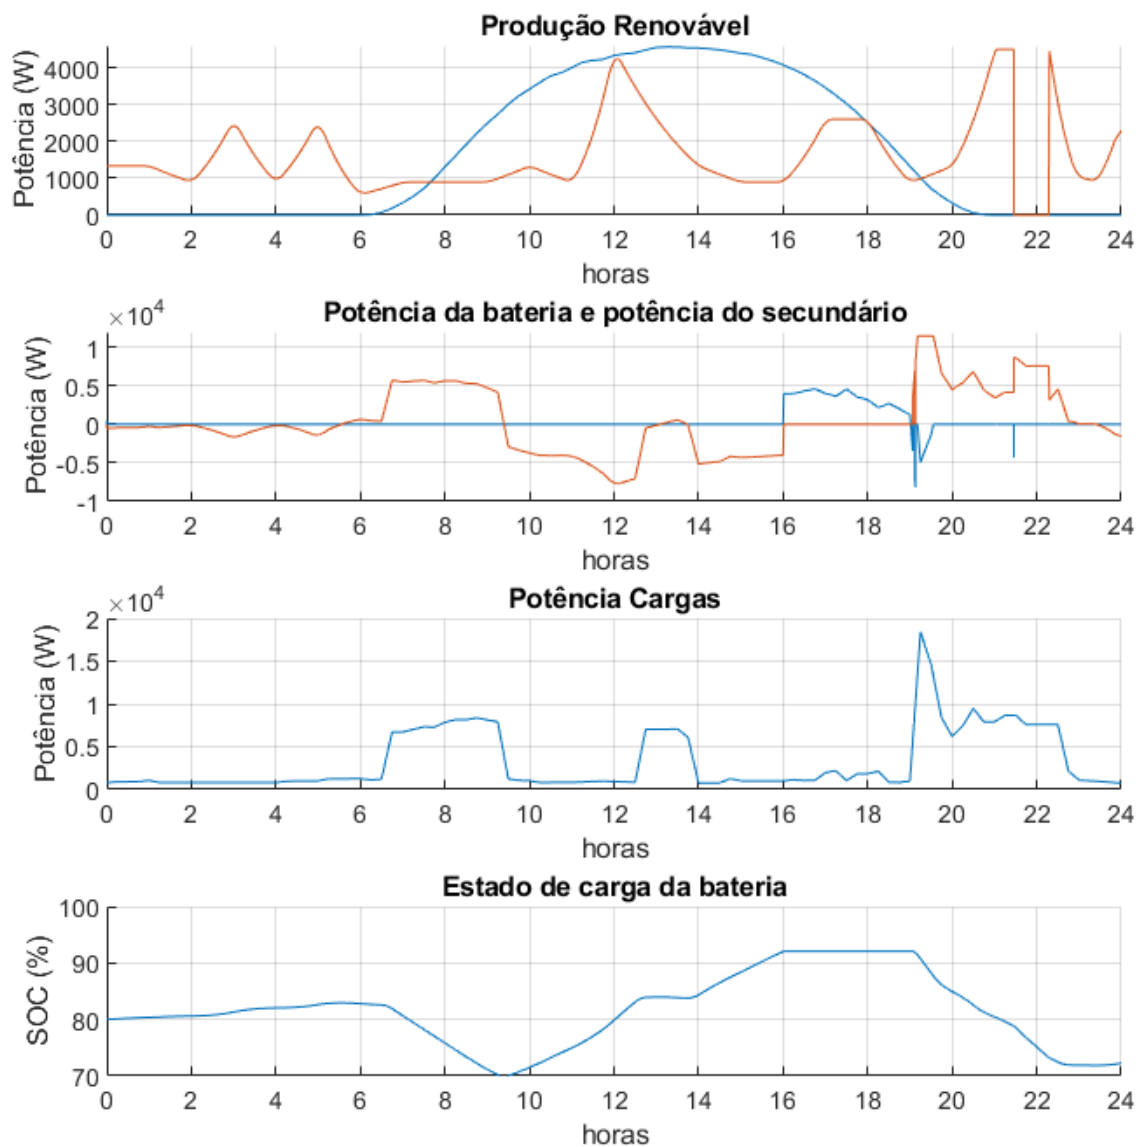 Produção Renovável
Potência (W)
4000
3000
2000
1000
0
0 2 4 6 8 10 12 14 16 18 20 22 24
horas
Potência da bateria e potência do secundário
×10⁴
Potência (W)
1
0.5
0
-0.5
-1
0 2 4 6 8 10 12 14 16 18 20 22 24
horas
Potência Cargas
×10⁴
Potência (W)
2
1.5
1
0.5
0
0 2 4 6 8 10 12 14 16 18 20 22 24
horas
Estado de carga da bateria
SOC (%)
100
90
80
70
0 2 4 6 8 10 12 14 16 18 20 22 24
horas